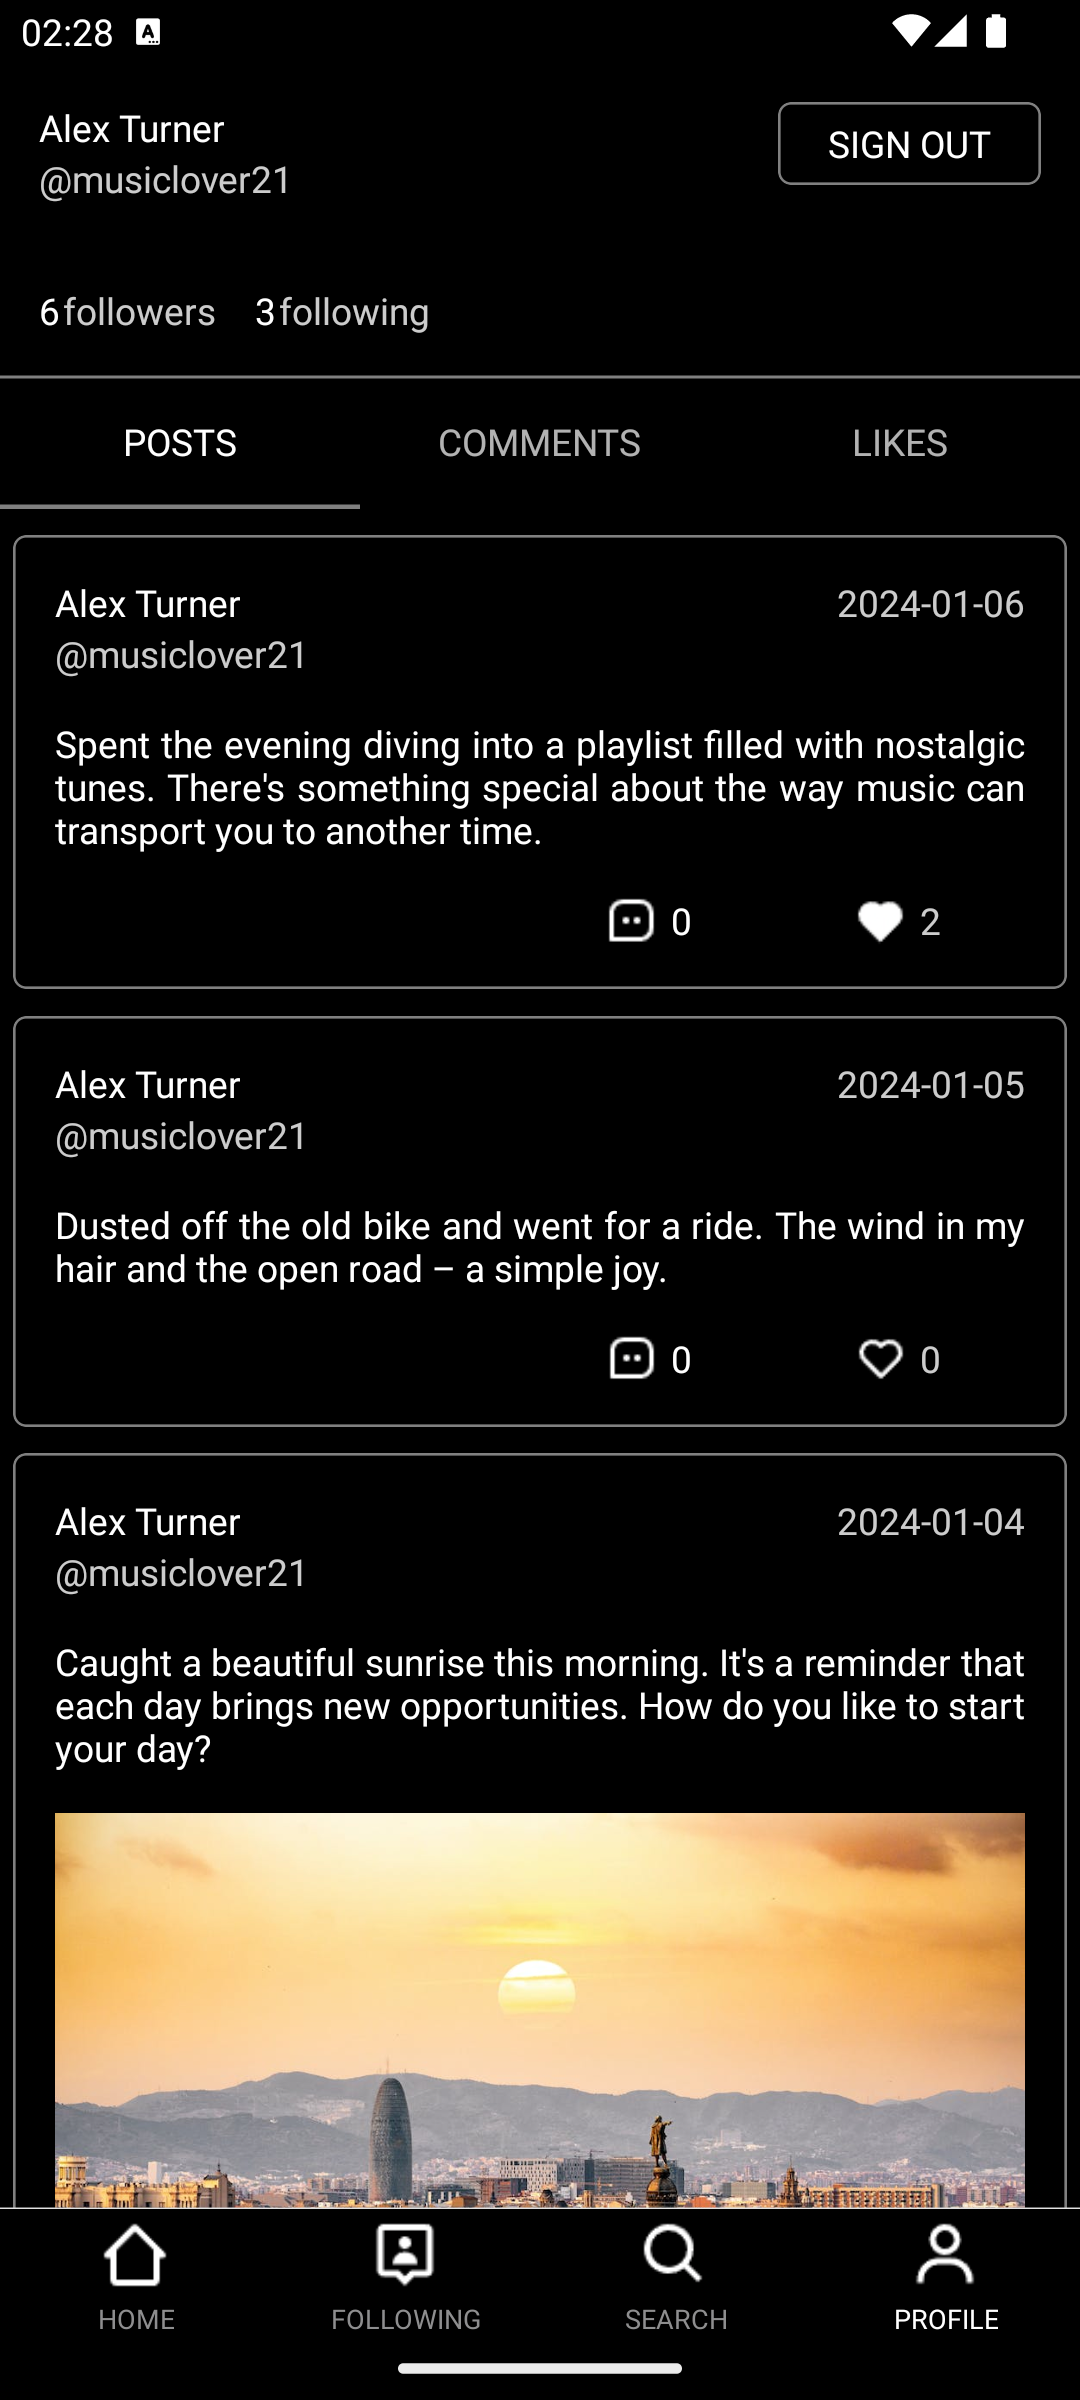 02:28
Alex Turner
@musiclover21
SIGN OUT
6 followers 3 following
POSTS COMMENTS LIKES
Alex Turner 2024-01-06
@musiclover21
Spent the evening diving into a playlist filled with nostalgic
tunes. There's something special about the way music can
transport you to another time.
0 2
Alex Turner 2024-01-05
@musiclover21
Dusted off the old bike and went for a ride. The wind in my
hair and the open road – a simple joy.
0 0
Alex Turner 2024-01-04
@musiclover21
Caught a beautiful sunrise this morning. It's a reminder that
each day brings new opportunities. How do you like to start
your day?
HOME FOLLOWING SEARCH PROFILE